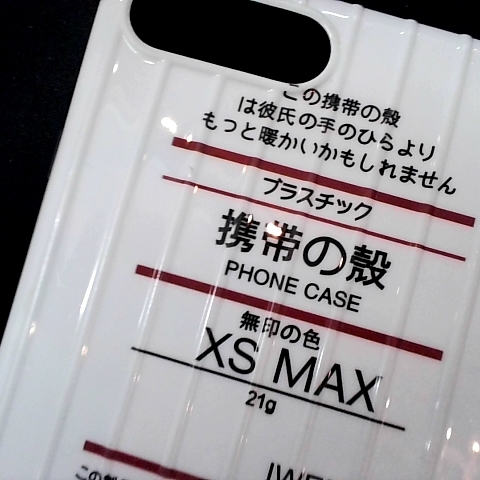 この携帯の殻
は彼氏の手のひらより
もっと暖かいかもしれません
プラスチック
携帯の殻
PHONE CASE
無印の色
XS MAX
21g